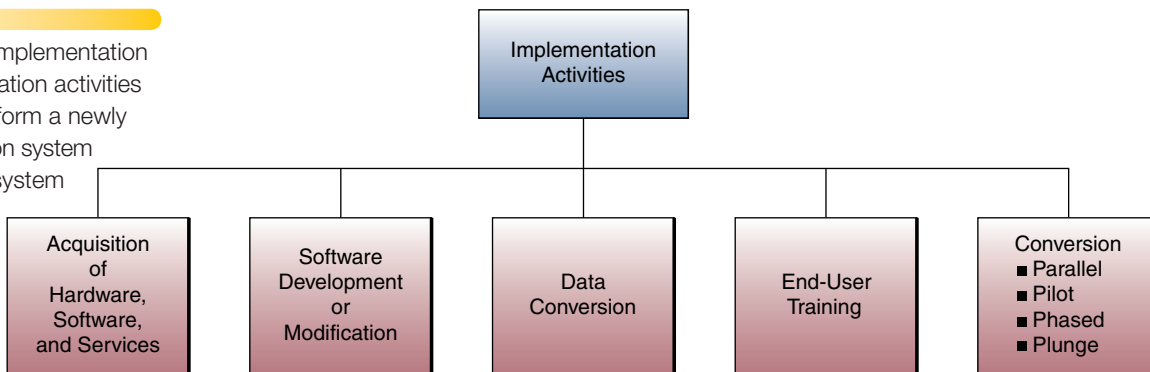 mplementation
ation activities
form a newly
on system
system
Implementation
Activities
Acquisition
of
Hardware,
Software,
and Services
Software
Development
or
Modification
Data
Conversion
End-User
Training
Conversion
■ Parallel
■ Pilot
■ Phased
■ Plunge